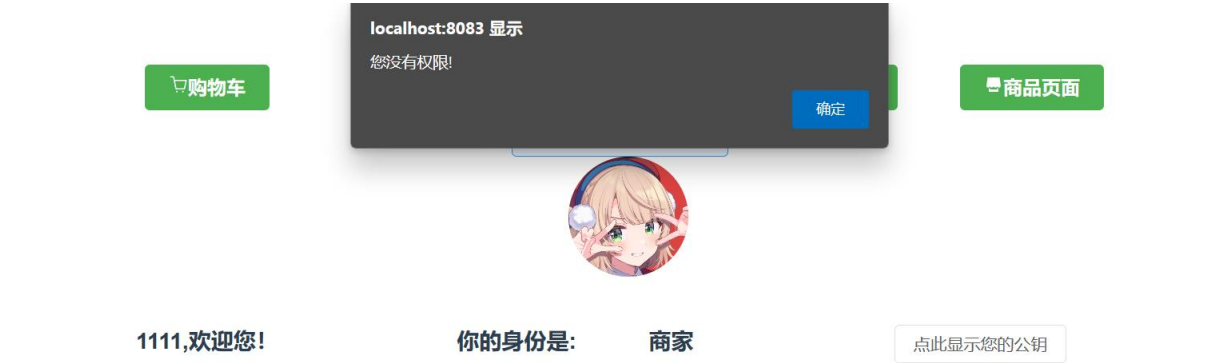 localhost:8083 显示
您没有权限!
确定
购物车
商品页面
1111,欢迎您!
你的身份是:
商家
点此显示您的公钥